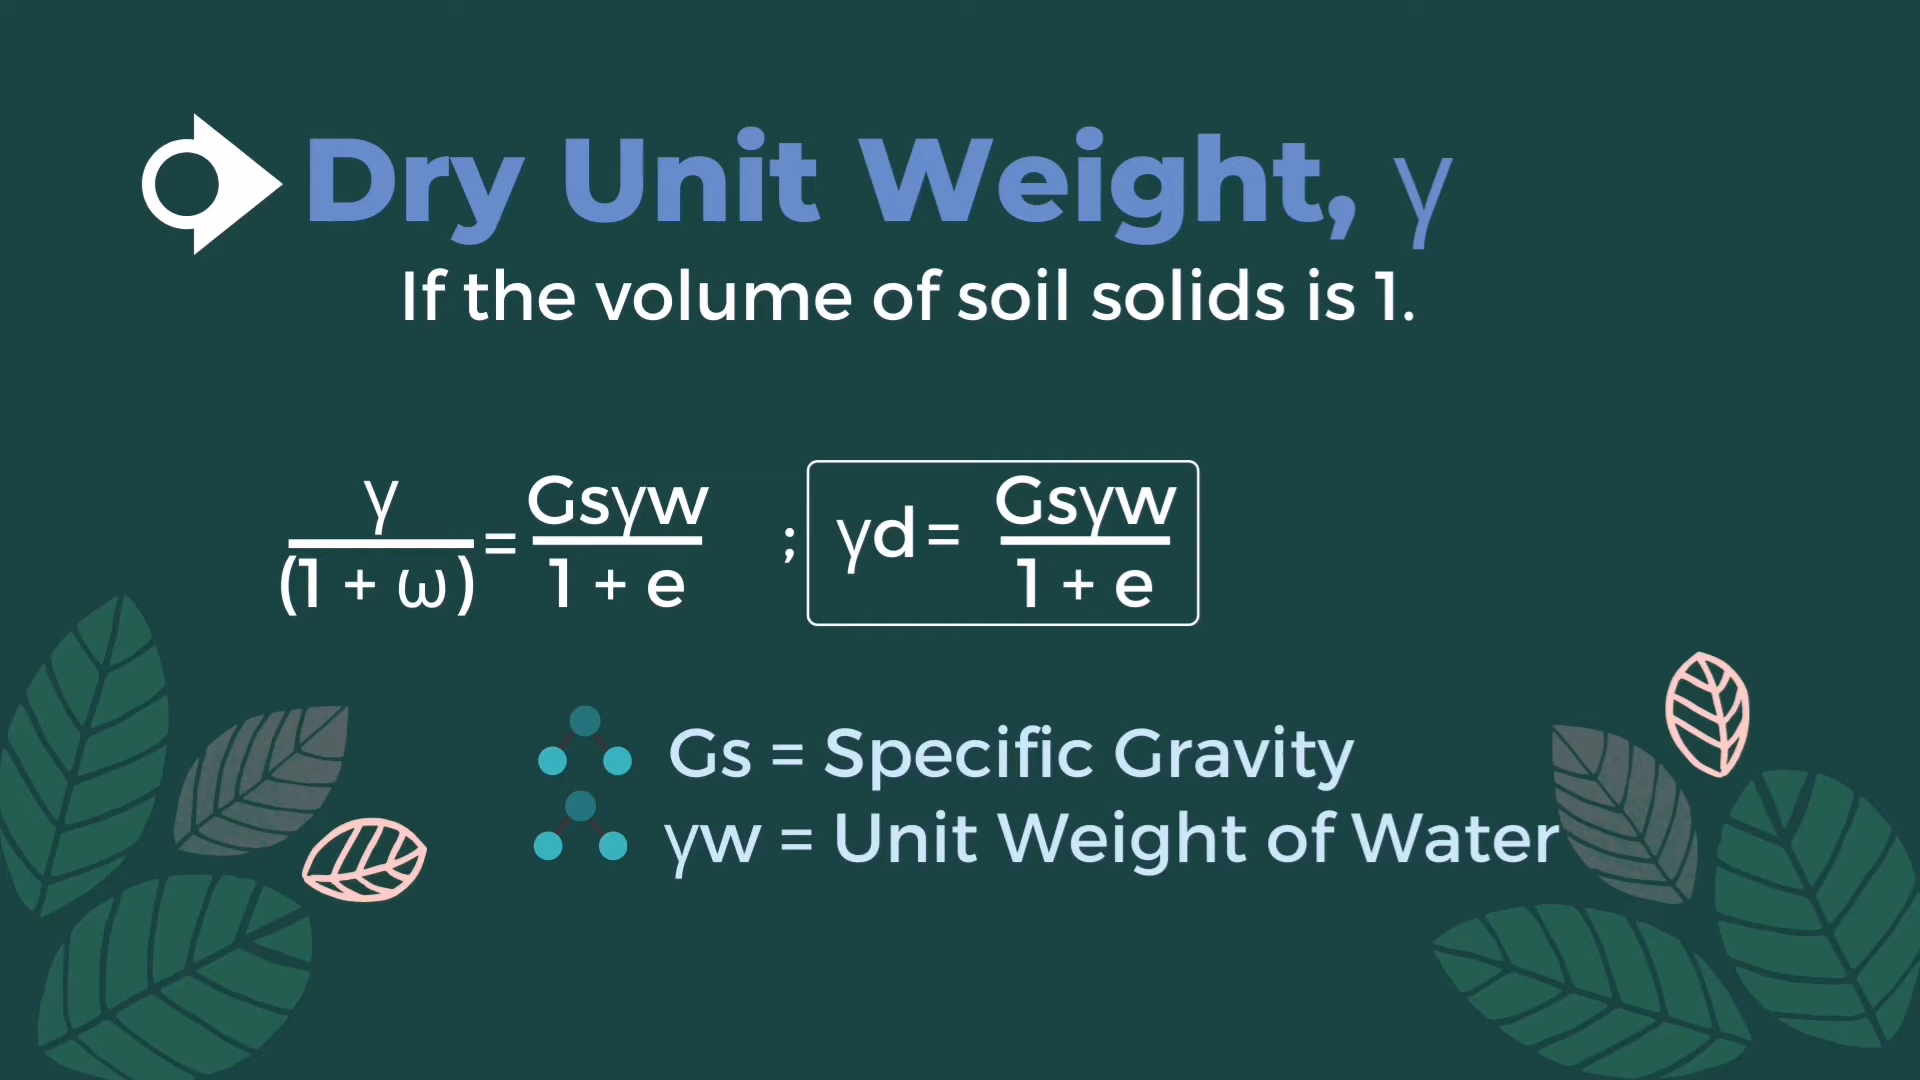 Dry Unit Weight, γ
If the volume of soil solids is 1.
γ/(1 + ω) = Gsγw/1 + e ; γd = Gsγw/1 + e
Gs = Specific Gravity
γw = Unit Weight of Water